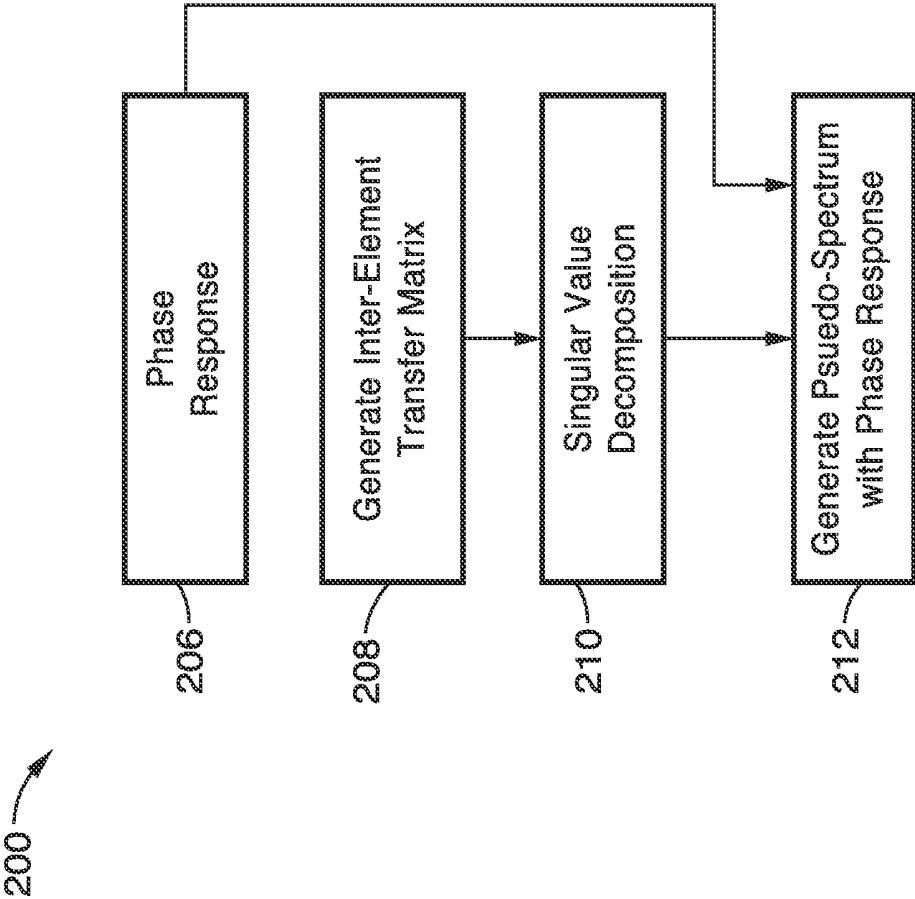 200
206
Phase
Response
208
Generate Inter-Element
Transfer Matrix
210
Singular Value
Decomposition
212
Generate Psuedo-Spectrum
with Phase Response